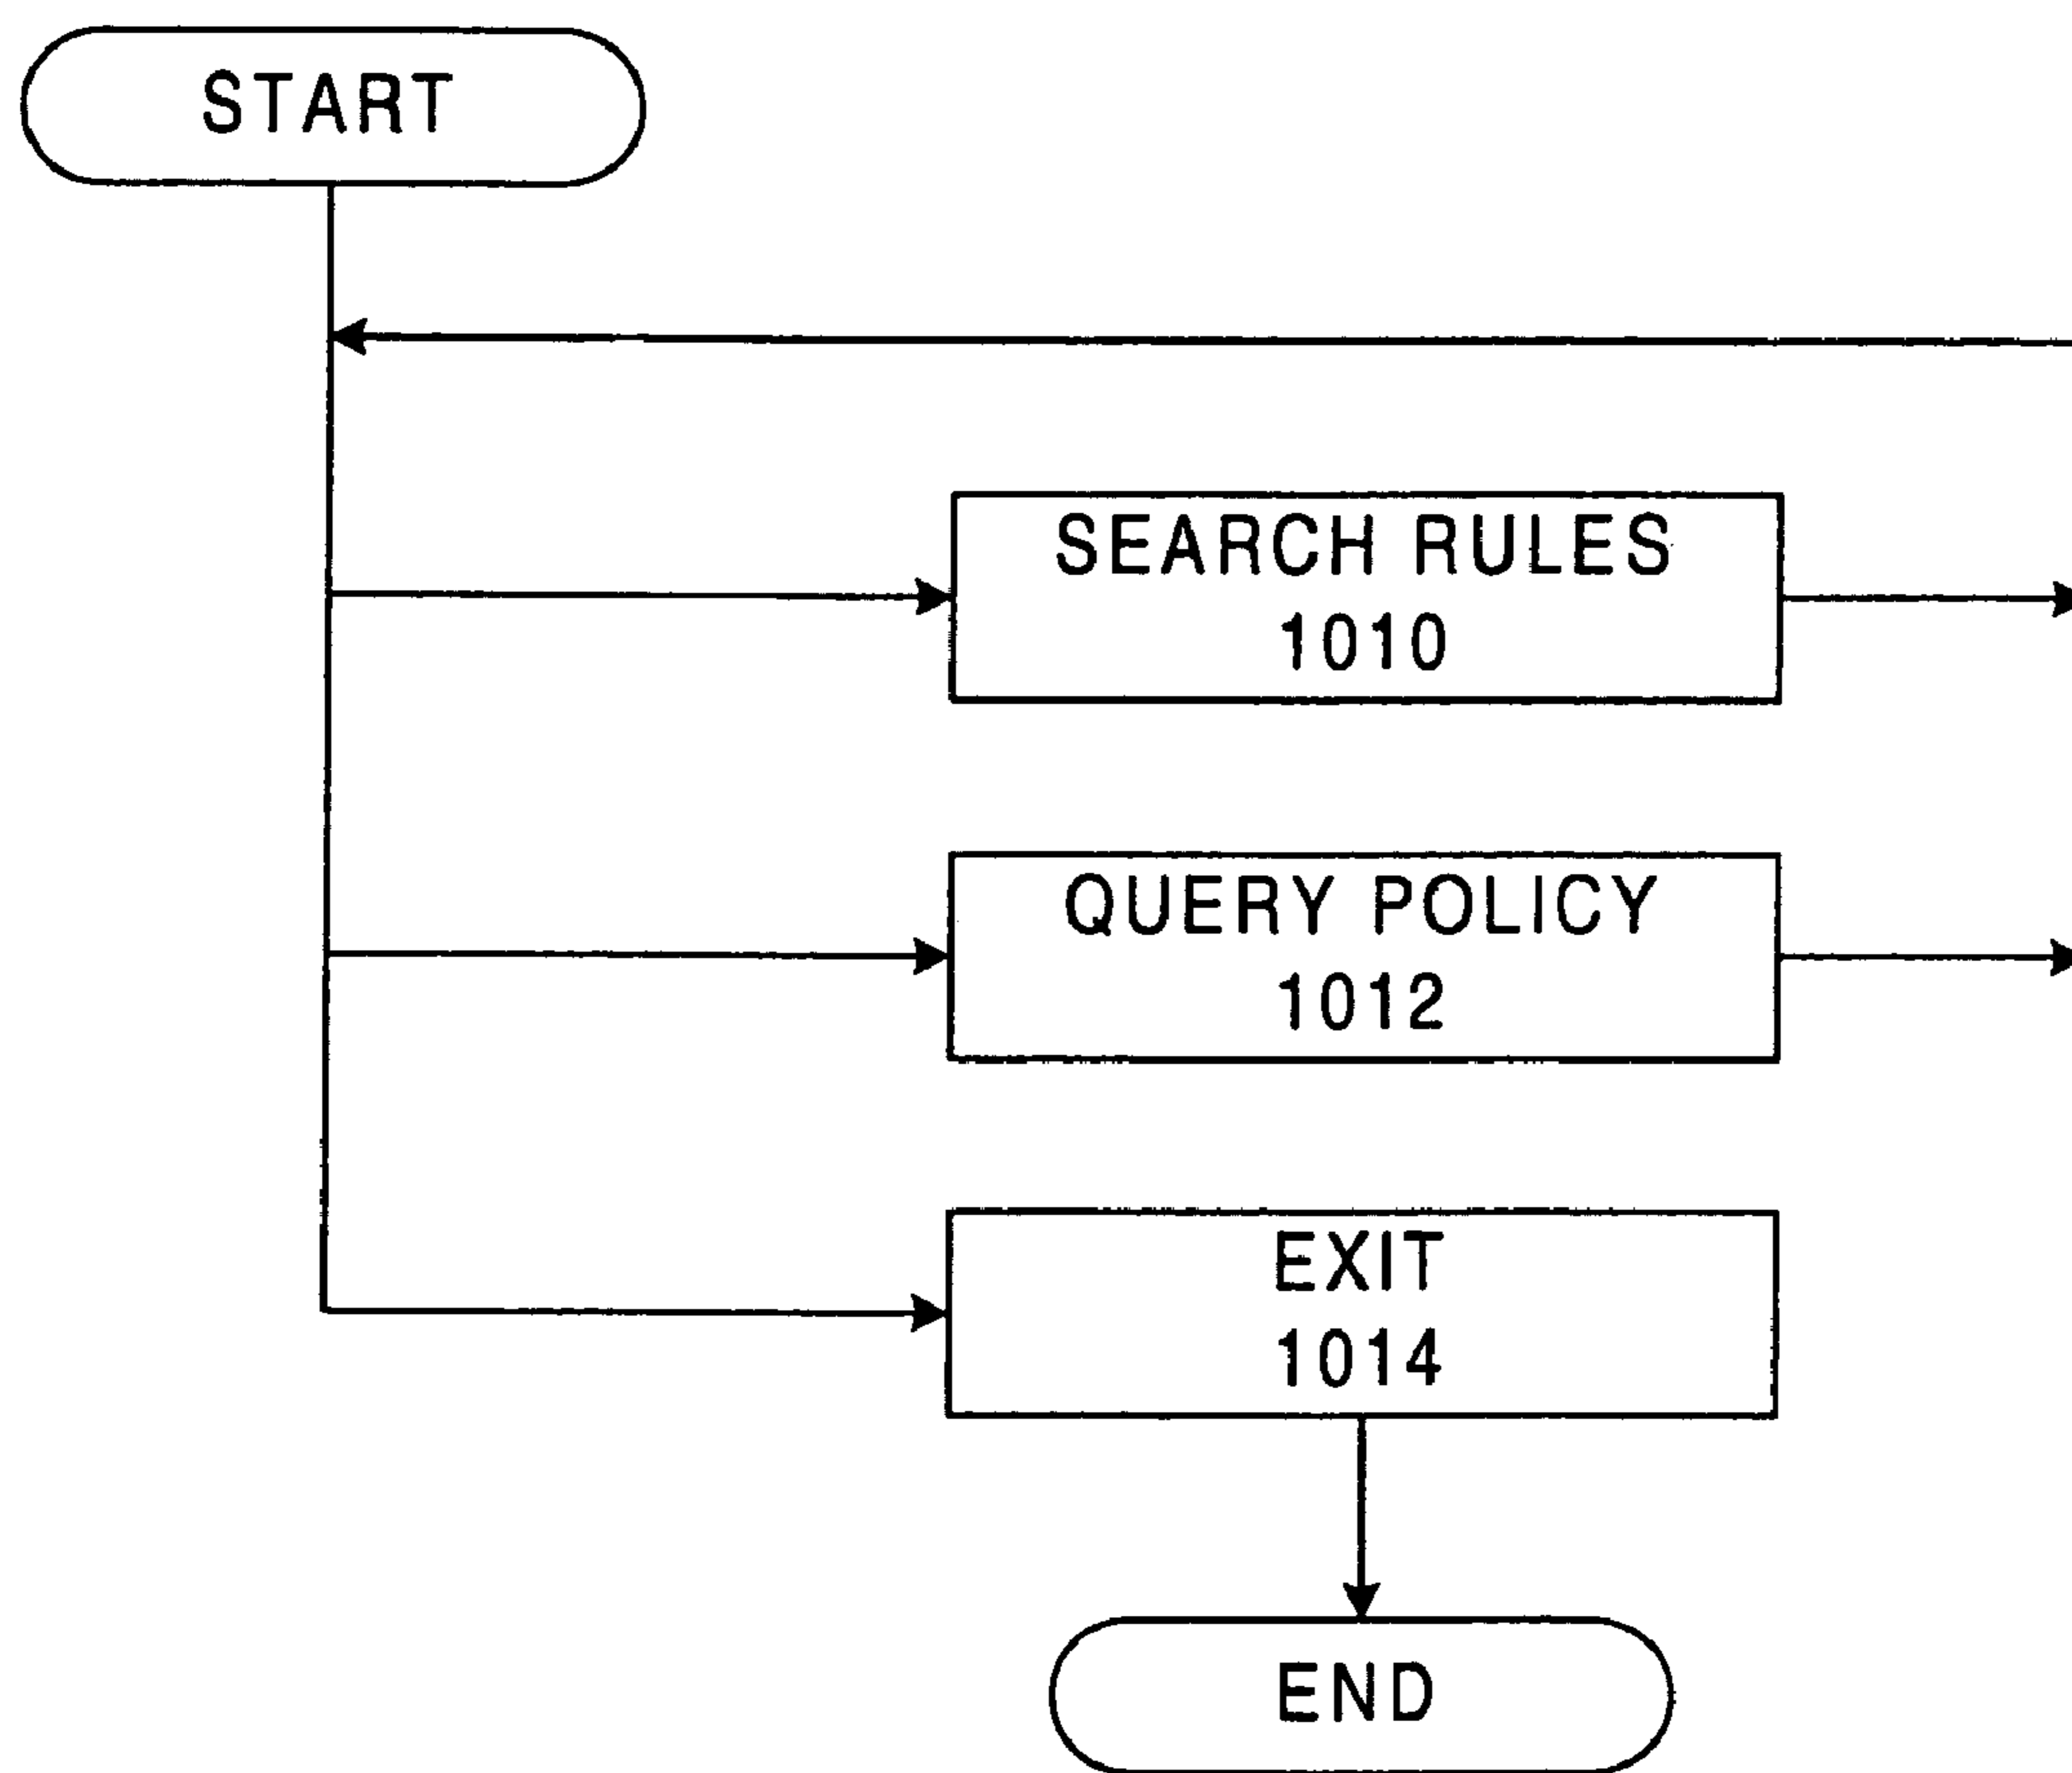 START
SEARCH RULES
1010
QUERY POLICY
1012
EXIT
1014
END